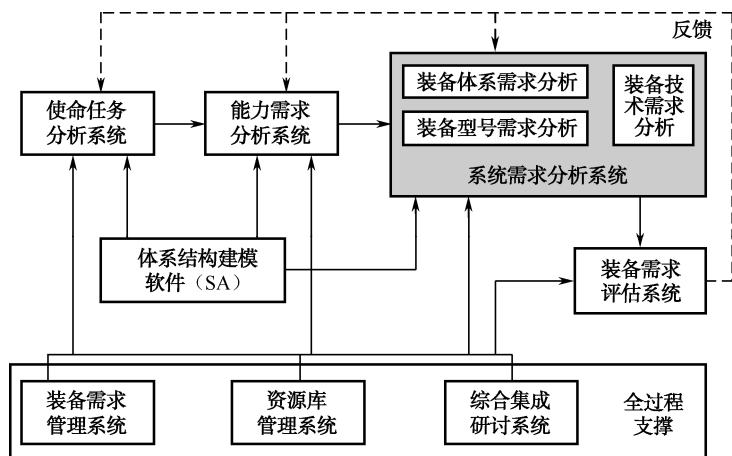 反馈
使命任务
分析系统
能力需求
分析系统
装备体系需求分析
装备型号需求分析
装备技
术需求
分析
系统需求分析系统
体系结构建模
软件（SA）
装备需求
评估系统
装备需求
管理系统
资源库
管理系统
综合集成
研讨系统
全过程
支撑